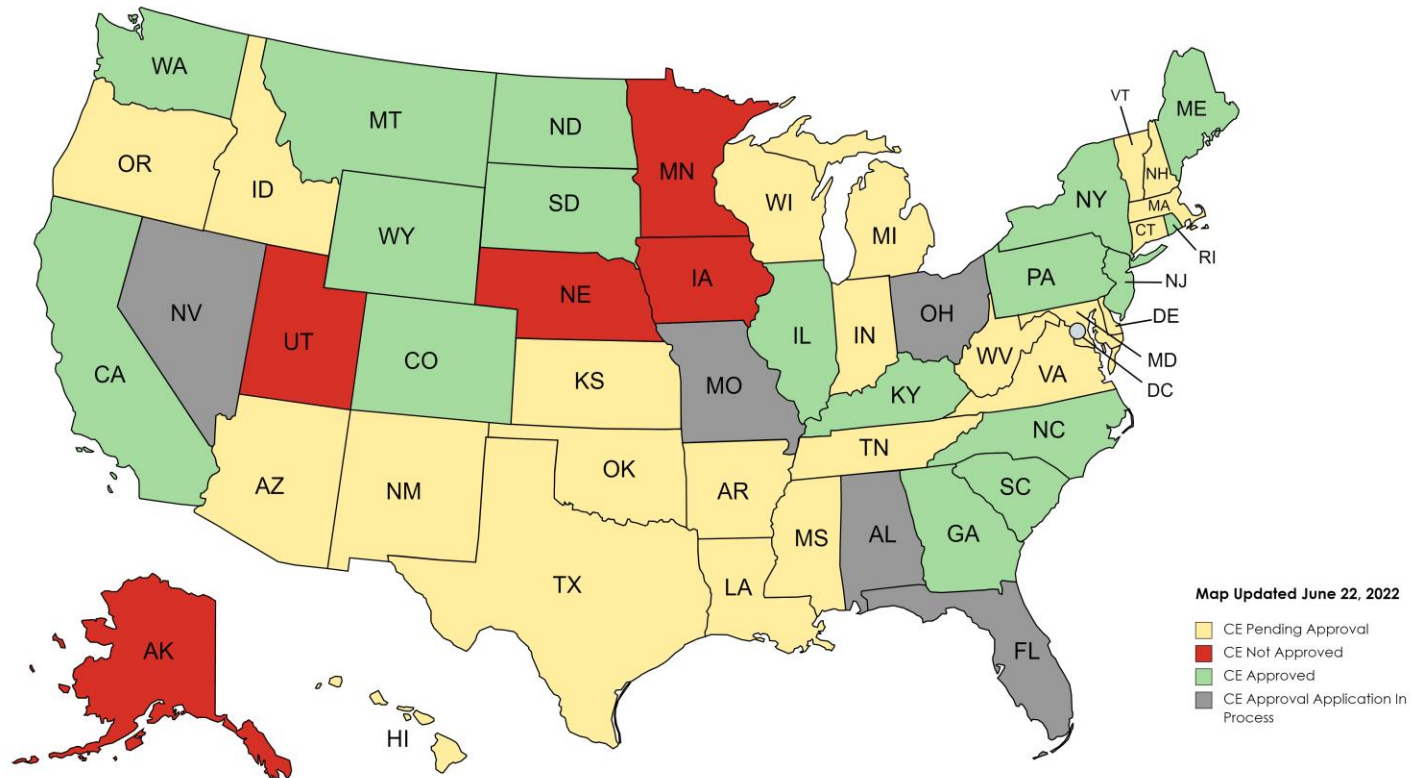 WA
MT
ND
MN
VT
ME
OR
ID
SD
WI
NH
WY
MI
NY
MA
CT
RI
NE
IA
PA
NJ
NV
UT
CO
IL
IN
OH
DE
WV
MD
CA
KS
MO
KY
VA
DC
AZ
NM
OK
AR
TN
NC
SC
TX
LA
MS
AL
GA
Map Updated June 22, 2022
CE Pending Approval
CE Not Approved
CE Approved
CE Approval Application In
Process
FL
AK
HI